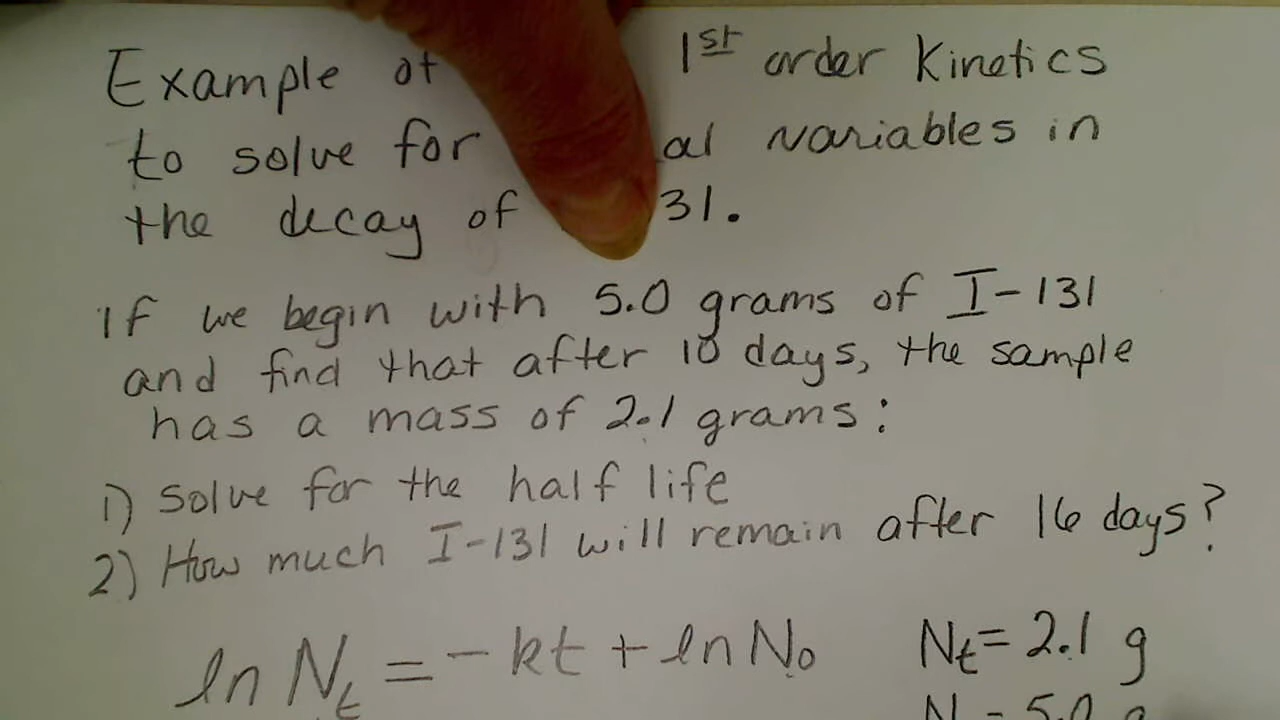 Example of 1st order Kinetics
to solve for al variables in
the decay of 31.
If we begin with 5.0 grams of I-131
and find that after 10 days, the sample
has a mass of 2.1 grams:
1) Solve for the half life
2) How much I-131 will remain after 16 days?
ln Nt = -kt + ln No
Nt = 2.1 g
N = 5.0 g